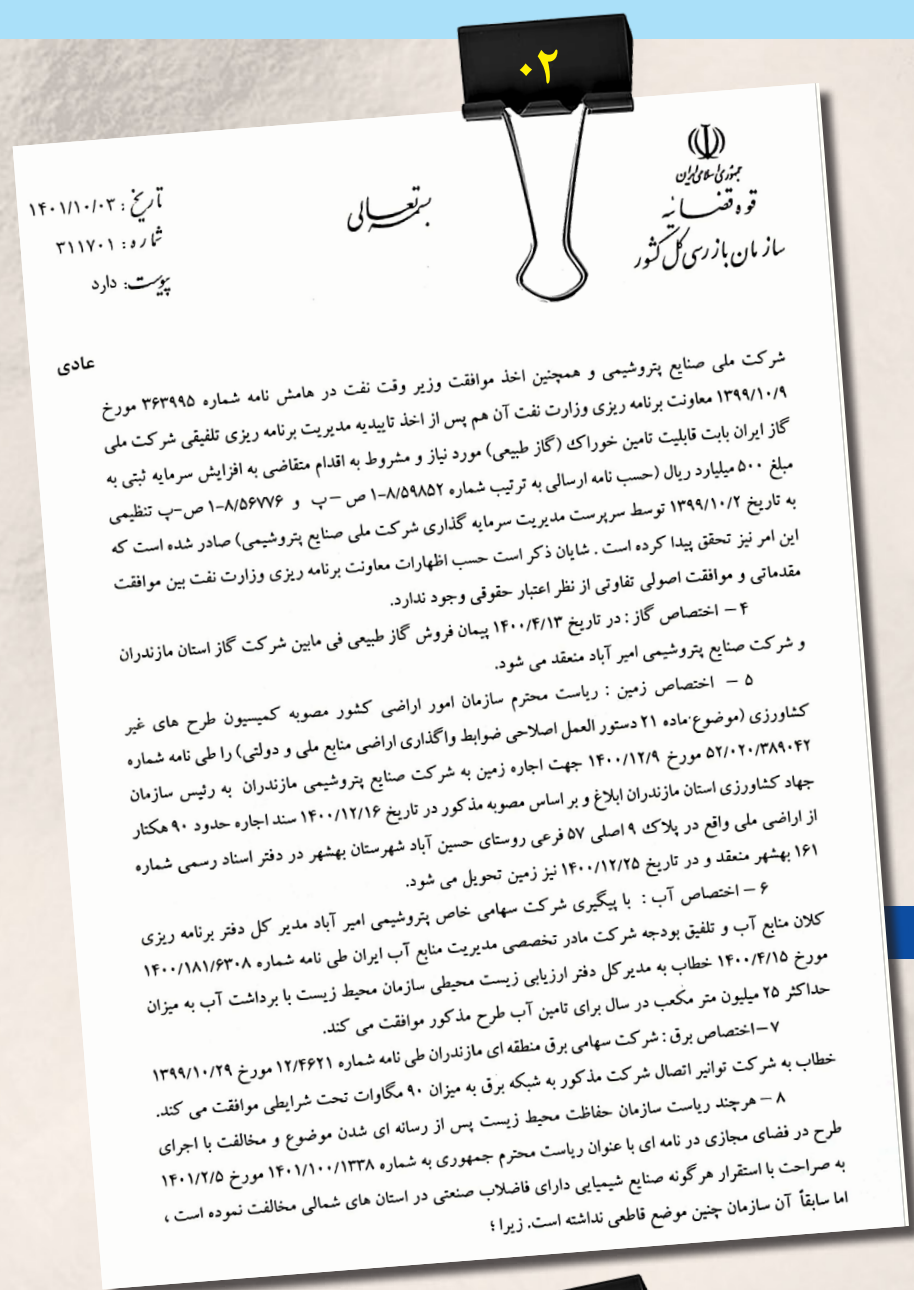 ۰۲
جمهوری اسلامی ایران
قوه قضائیه
سازمان بازرسی کل کشور
بسمه تعالی
تاریخ : ۱۴۰۱/۱۰/۰۳
شماره : ۳۱۱۷۰۱
پیوست: دارد
عادی
شرکت ملی صنایع پتروشیمی و همچنین اخذ موافقت وزیر وقت نفت در هامش نامه شماره ۳۶۳۹۹۵ مورخ
۱۳۹۹/۱۰/۹ معاونت برنامه ریزی وزارت نفت آن هم پس از اخذ تاییدیه مدیریت برنامه ریزی تلفیقی شرکت ملی
گاز ایران بابت قابلیت تامین خوراک (گاز طبیعی) مورد نیاز و مشروط به اقدام متقاضی به افزایش سرمایه ثبتی به
مبلغ ۵۰۰ میلیارد ریال (حسب نامه ارسالی به ترتیب شماره ۸/۵۹۸۵۲-۱ ص – پ و ۸/۵۶۷۷۶-۱ ص-پ تنظیمی
به تاریخ ۱۳۹۹/۱۰/۲ توسط سرپرست مدیریت سرمایه گذاری شرکت ملی صنایع پتروشیمی) صادر شده است که
این امر نیز تحقق پیدا کرده است . شایان ذکر است حسب اظهارات معاونت برنامه ریزی وزارت نفت بین موافقت
مقدماتی و موافقت اصولی تفاوتی از نظر اعتبار حقوقی وجود ندارد.
۴ – اختصاص گاز : در تاریخ ۱۴۰۰/۴/۱۳ پیمان فروش گاز طبیعی فی مابین شرکت گاز استان مازندران
و شرکت صنایع پتروشیمی امیر آباد منعقد می شود.
۵ – اختصاص زمین : ریاست محترم سازمان امور اراضی کشور مصوبه کمیسیون طرح های غیر
کشاورزی (موضوع ماده ۲۱ دستور العمل اصلاحی ضوابط واگذاری اراضی منابع ملی و دولتی) را طی نامه شماره
۵۲/۰۲۰/۳۸۹۰۴۲ مورخ ۱۴۰۰/۱۲/۹ جهت اجاره زمین به شرکت صنایع پتروشیمی مازندران به رئیس سازمان
جهاد کشاورزی استان مازندران ابلاغ و بر اساس مصوبه مذکور در تاریخ ۱۴۰۰/۱۲/۱۶ سند اجاره حدود ۹۰ هکتار
از اراضی ملی واقع در پلاک ۹ اصلی ۵۷ فرعی روستای حسین آباد شهرستان بهشهر در دفتر اسناد رسمی شماره
۱۶۱ بهشهر منعقد و در تاریخ ۱۴۰۰/۱۲/۲۵ نیز زمین تحویل می شود.
۶ – اختصاص آب : با پیگیری شرکت سهامی خاص پتروشیمی امیر آباد مدیر کل دفتر برنامه ریزی
کلان منابع آب و تلفیق بودجه شرکت مادر تخصصی مدیریت منابع آب ایران طی نامه شماره ۱۴۰۰/۱۸۱/۶۳۰۸
مورخ ۱۴۰۰/۴/۱۵ خطاب به مدیرکل دفتر ارزیابی زیست محیطی سازمان محیط زیست با برداشت آب به میزان
حداکثر ۲۵ میلیون متر مکعب در سال برای تامین آب طرح مذکور موافقت می کند.
۷–اختصاص برق : شرکت سهامی برق منطقه ای مازندران طی نامه شماره ۱۲/۴۶۲۱ مورخ ۱۳۹۹/۱۰/۲۹
خطاب به شرکت توانیر اتصال شرکت مذکور به شبکه برق به میزان ۹۰ مگاوات تحت شرایطی موافقت می کند.
۸ – هرچند ریاست سازمان حفاظت محیط زیست پس از رسانه ای شدن موضوع و مخالفت با اجرای
طرح در فضای مجازی در نامه ای با عنوان ریاست محترم جمهوری به شماره ۱۴۰۱/۱۰۰/۱۳۳۸ مورخ ۱۴۰۱/۲/۵
به صراحت با استقرار هرگونه صنایع شیمیایی دارای فاضلاب صنعتی در استان های شمالی مخالفت نموده است ،
اما سابقاً آن سازمان چنین موضع قاطعی نداشته است. زیرا ؛